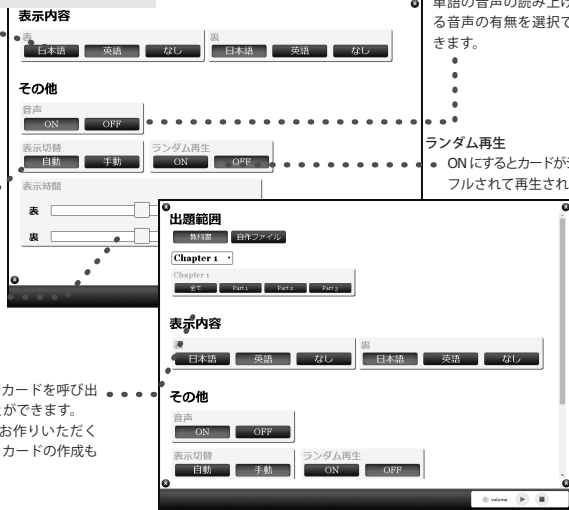 表示内容
表
日本語 英語 なし
裏
日本語 英語 なし
その他
音声
ON OFF
表示切替
自動 手動
ランダム再生
ON OFF
表示時間
表
裏
単語の音声の読み上げ
る音声の有無を選択で
きます。
ランダム再生
ONにするとカードが
フルされて再生され
カードを呼び出
ができます。
お作りいただく
カードの作成も
出題範囲
教科書 自作ファイル
Chapter 1
Chapter 1
全て Part 1 Part 2 Part 3
表示内容
表
日本語 英語 なし
裏
日本語 英語 なし
その他
音声
ON OFF
表示切替
自動 手動
ランダム再生
ON OFF
volume